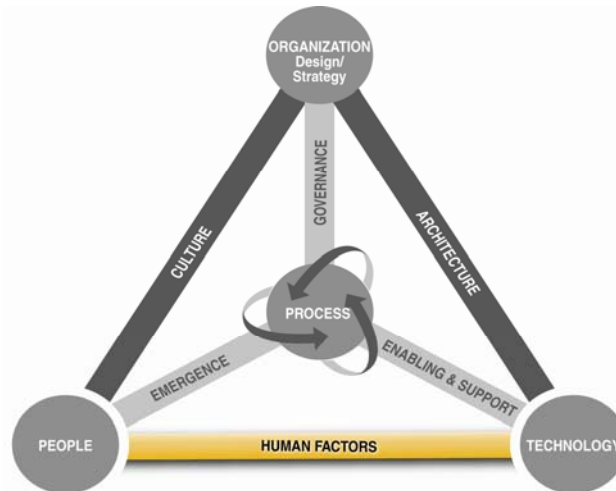 ORGANIZATION
Design/
Strategy
GOVERNANCE
CULTURE
ARCHITECTURE
PROCESS
EMERGENCE
ENABLING & SUPPORT
PEOPLE
HUMAN FACTORS
TECHNOLOGY